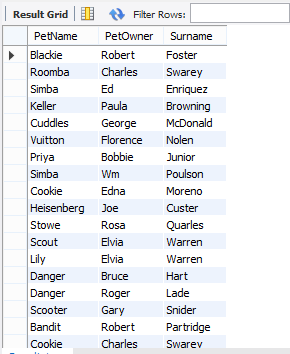 Result Grid Filter Rows:
PetName PetOwner Surname
Blackie Robert Foster
Roomba Charles Swarey
Simba Ed Enriquez
Keller Paula Browning
Cuddles George McDonald
Vuitton Florence Nolen
Priya Bobbie Junior
Simba Wm Poulson
Cookie Edna Moreno
Heisenberg Joe Custer
Stowe Rosa Quarles
Scout Elvia Warren
Lily Elvia Warren
Danger Bruce Hart
Danger Roger Lade
Scooter Gary Snider
Bandit Robert Partridge
Cookie Charles Swarey